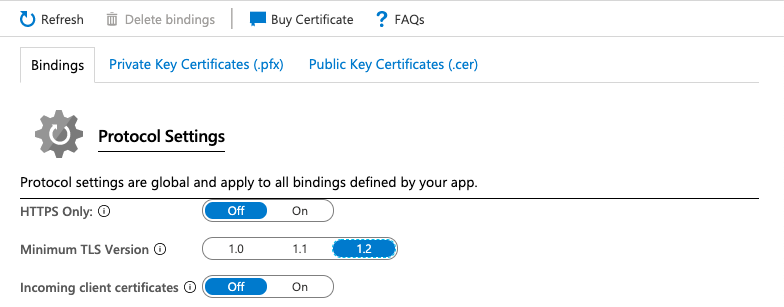 Refresh Delete bindings Buy Certificate ? FAQs
Bindings Private Key Certificates (.pfx) Public Key Certificates (.cer)
Protocol Settings
Protocol settings are global and apply to all bindings defined by your app.
HTTPS Only: Off On
Minimum TLS Version 1.0 1.1 1.2
Incoming client certificates Off On